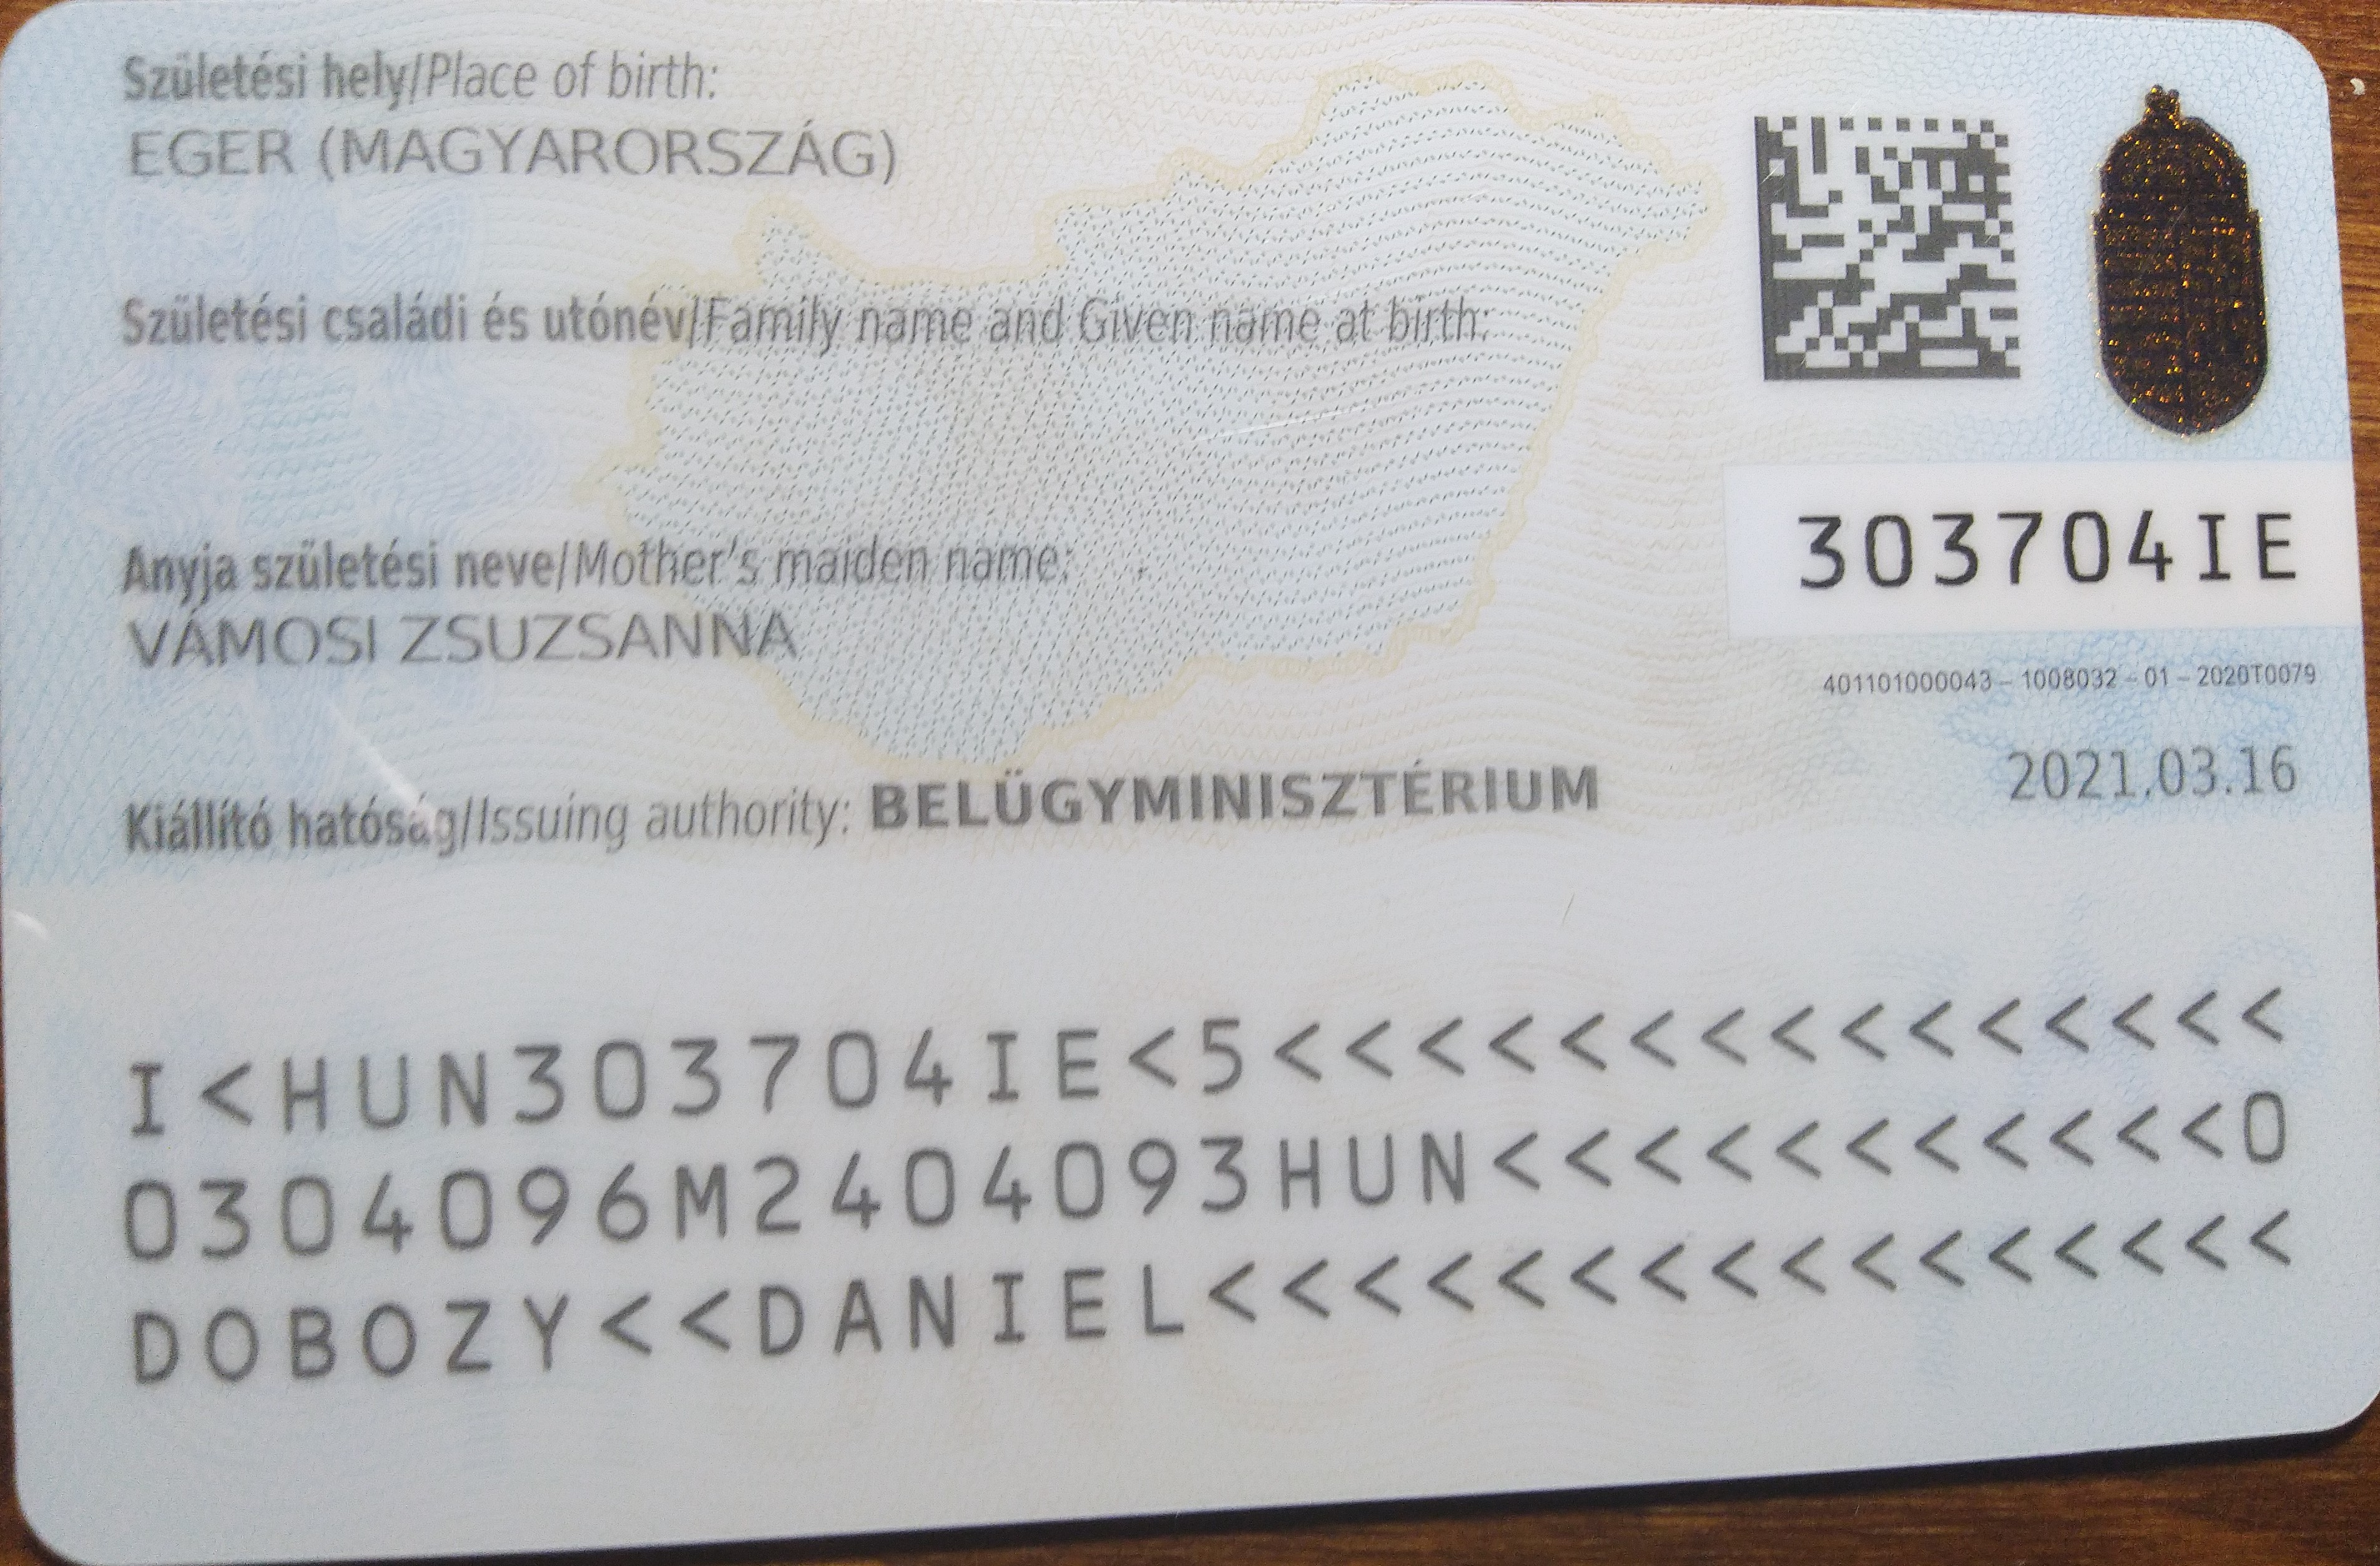 Születési hely/Place of birth:
EGER (MAGYARORSZÁG)
Születési családi és utónév/Family name and Given name at birth:
303704IE
Anyja születési neve/Mother's maiden name:
VÁMOSI ZSUZSANNA
401101000043 - 1008032 - 01 - 2020T0079
2021.03.16
Kiállító hatóság/Issuing authority: BELÜGYMINISZTÉRIUM
I<HUN303704IE<5<<<<<<<<<<<<<<<
0304096M2404093HUN<<<<<<<<<<<0
DOBOZY<<DANIEL<<<<<<<<<<<<<<<<